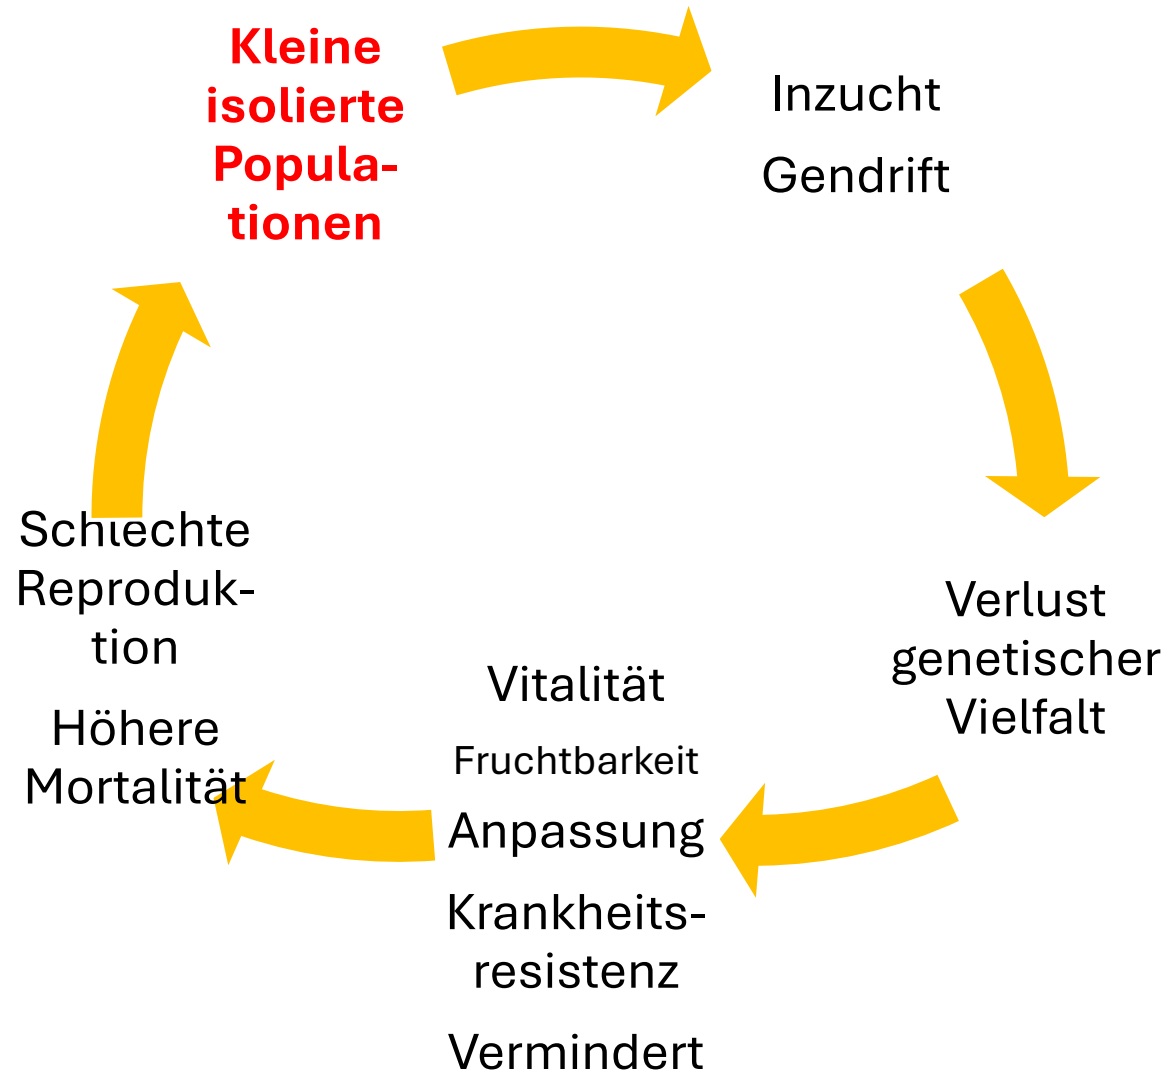 Kleine
isolierte
Popula-
tionen
Inzucht
Gendrift
Verlust
genetischer
Vielfalt
Vitalität
Fruchtbarkeit
Anpassung
Krankheits-
resistenz
Vermindert
Schlechte
Reproduk-
tion
Höhere
Mortalität